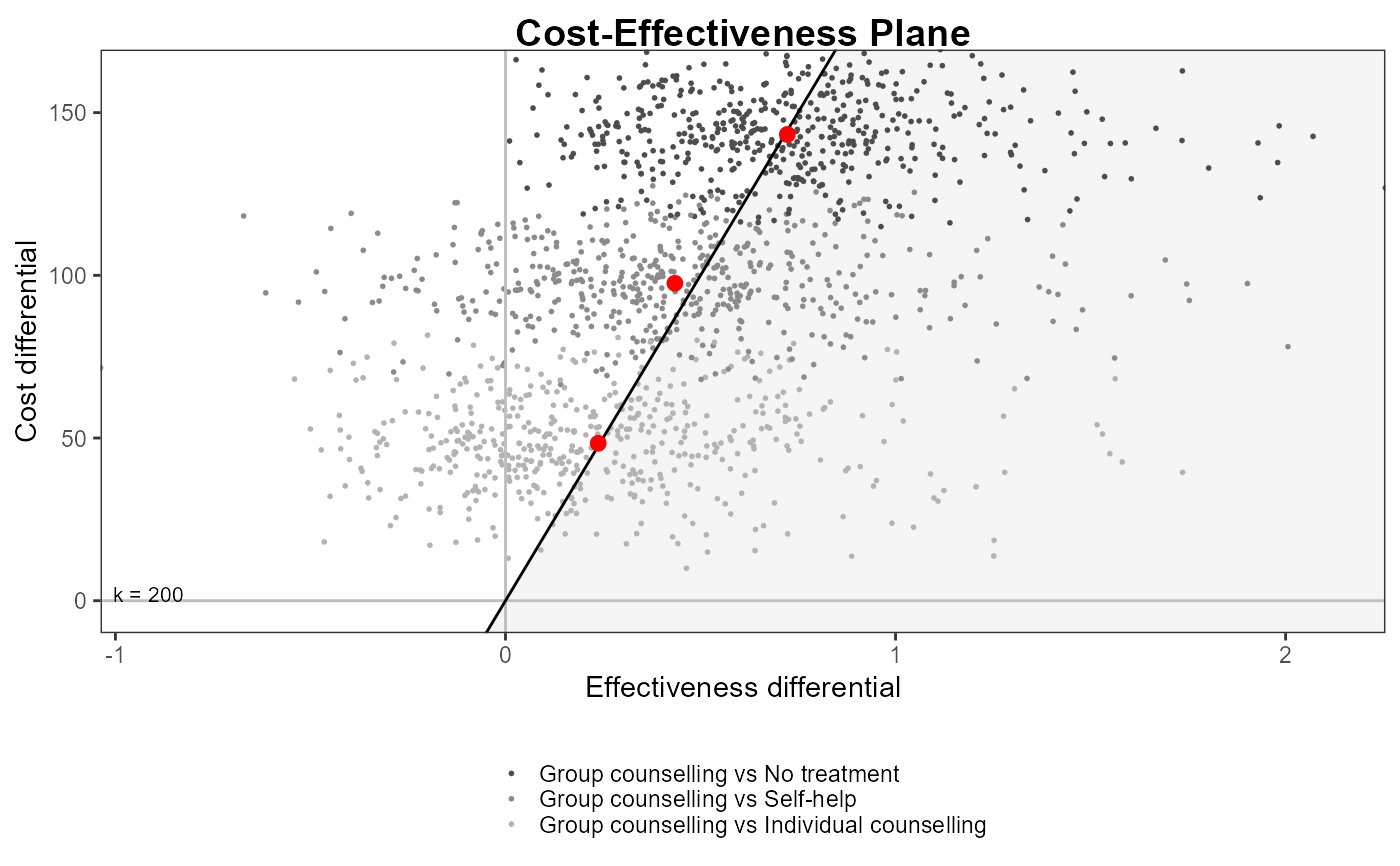 Cost-Effectiveness Plane
150
100
50
0
Cost differential
k = 200
-1 0 1 2
Effectiveness differential
Group counselling vs No treatment
Group counselling vs Self-help
Group counselling vs Individual counselling